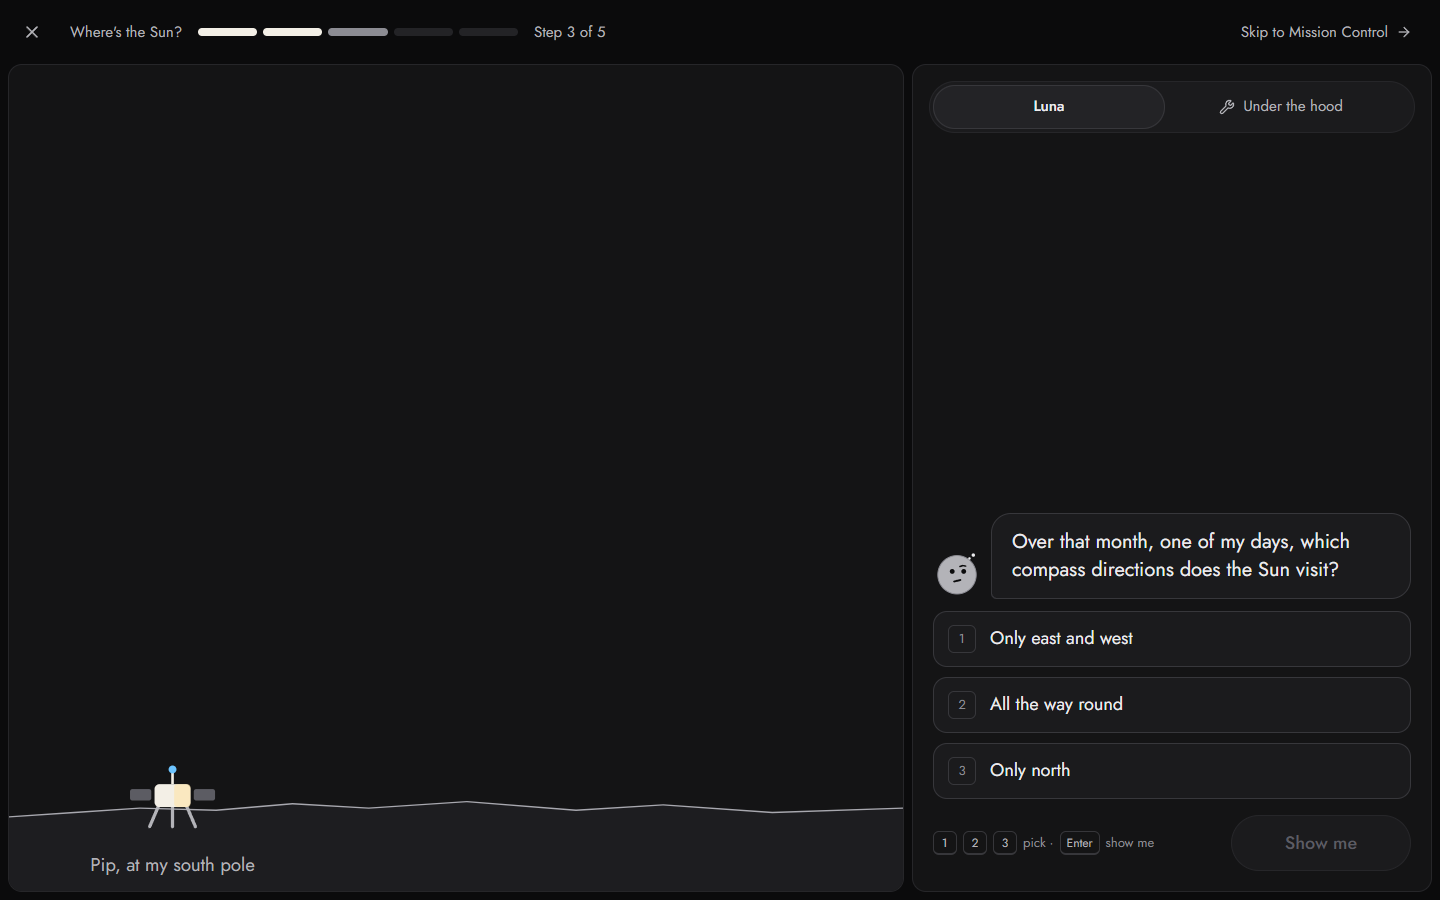 Where's the Sun?
Step 3 of 5
Skip to Mission Control
Luna
Under the hood
Over that month, one of my days, which
compass directions does the Sun visit?
1 Only east and west
2 All the way round
3 Only north
1 2 3 pick · Enter show me
Show me
Pip, at my south pole